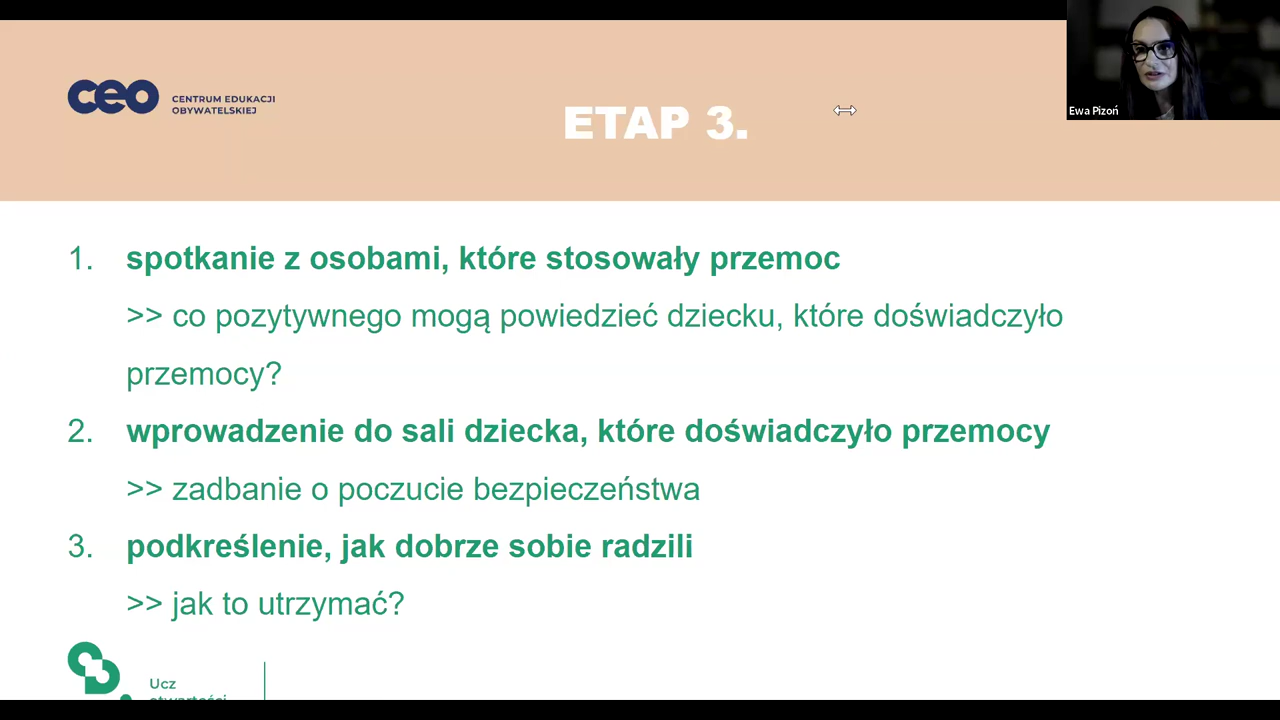 ceo CENTRUM EDUKACJI
OBYWATELSKIEJ
ETAP 3.
Ewa Pizoń
1. spotkanie z osobami, które stosowały przemoc
>> co pozytywnego mogą powiedzieć dziecku, które doświadczyło
przemocy?
2. wprowadzenie do sali dziecka, które doświadczyło przemocy
>> zadbanie o poczucie bezpieczeństwa
3. podkreślenie, jak dobrze sobie radzili
>> jak to utrzymać?
Ucz
otwartości